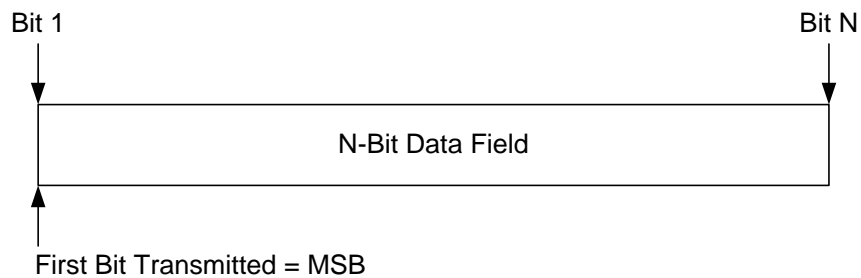 Bit 1
Bit N
N-Bit Data Field
First Bit Transmitted = MSB